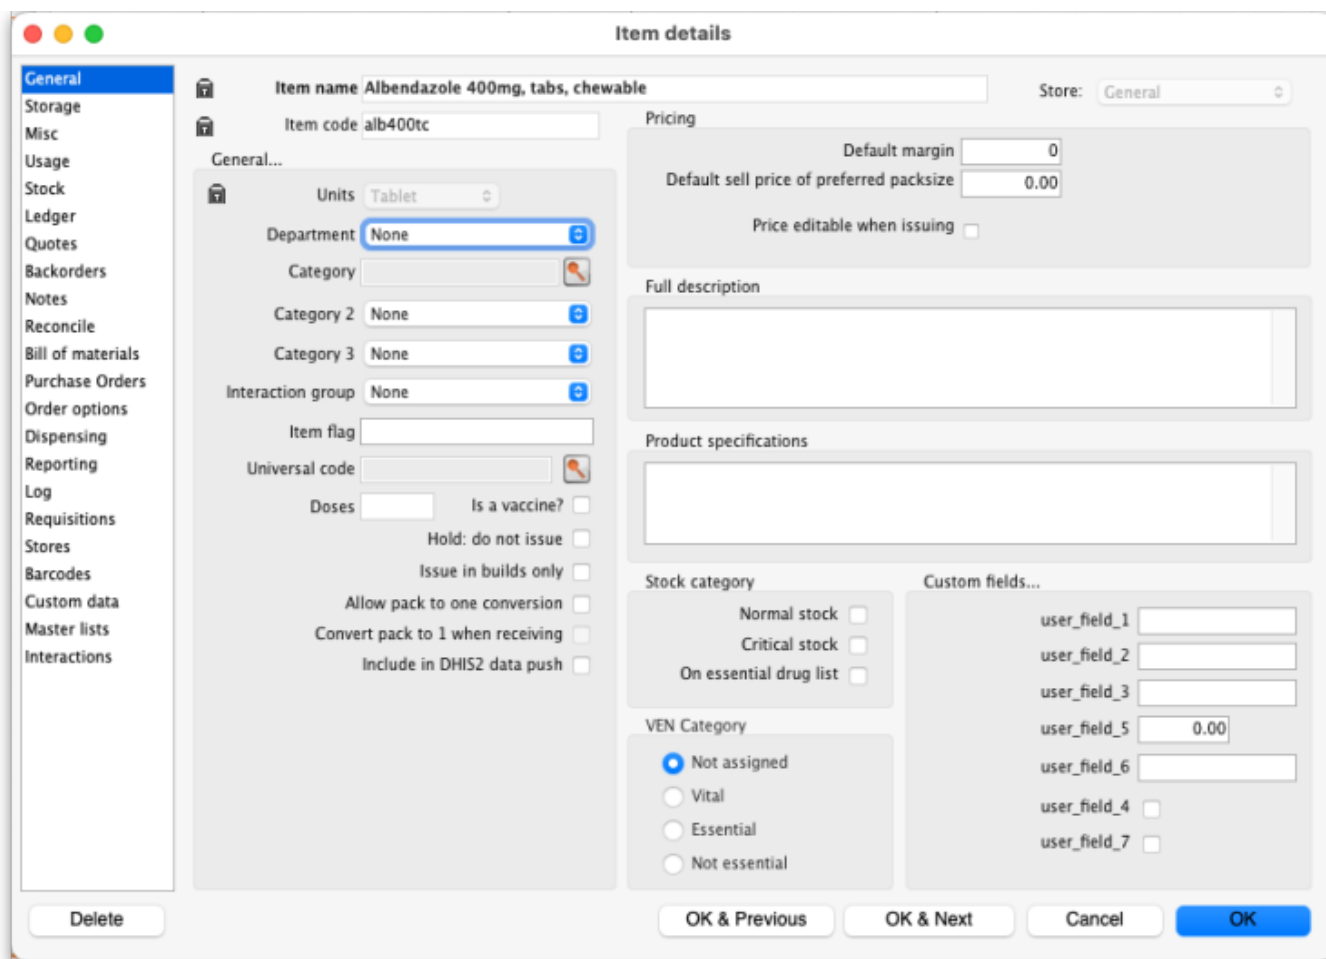 Item details
General
Storage
Misc
Usage
Stock
Ledger
Quotes
Backorders
Notes
Reconcile
Bill of materials
Purchase Orders
Order options
Dispensing
Reporting
Log
Requisitions
Stores
Barcodes
Custom data
Master lists
Interactions
Item name Albendazole 400mg, tabs, chewable
Store: General
Item code alb400tc
General...
Units Tablet
Department None
Category
Category 2 None
Category 3 None
Interaction group None
Item flag
Universal code
Doses Is a vaccine?
Hold: do not issue
Issue in builds only
Allow pack to one conversion
Convert pack to 1 when receiving
Include in DHIS2 data push
Pricing
Default margin 0
Default sell price of preferred packsize 0.00
Price editable when issuing
Full description
Product specifications
Stock category
Normal stock
Critical stock
On essential drug list
VEN Category
Not assigned
Vital
Essential
Not essential
Custom fields...
user_field_1
user_field_2
user_field_3
user_field_5 0.00
user_field_6
user_field_4
user_field_7
Delete
OK & Previous
OK & Next
Cancel
OK